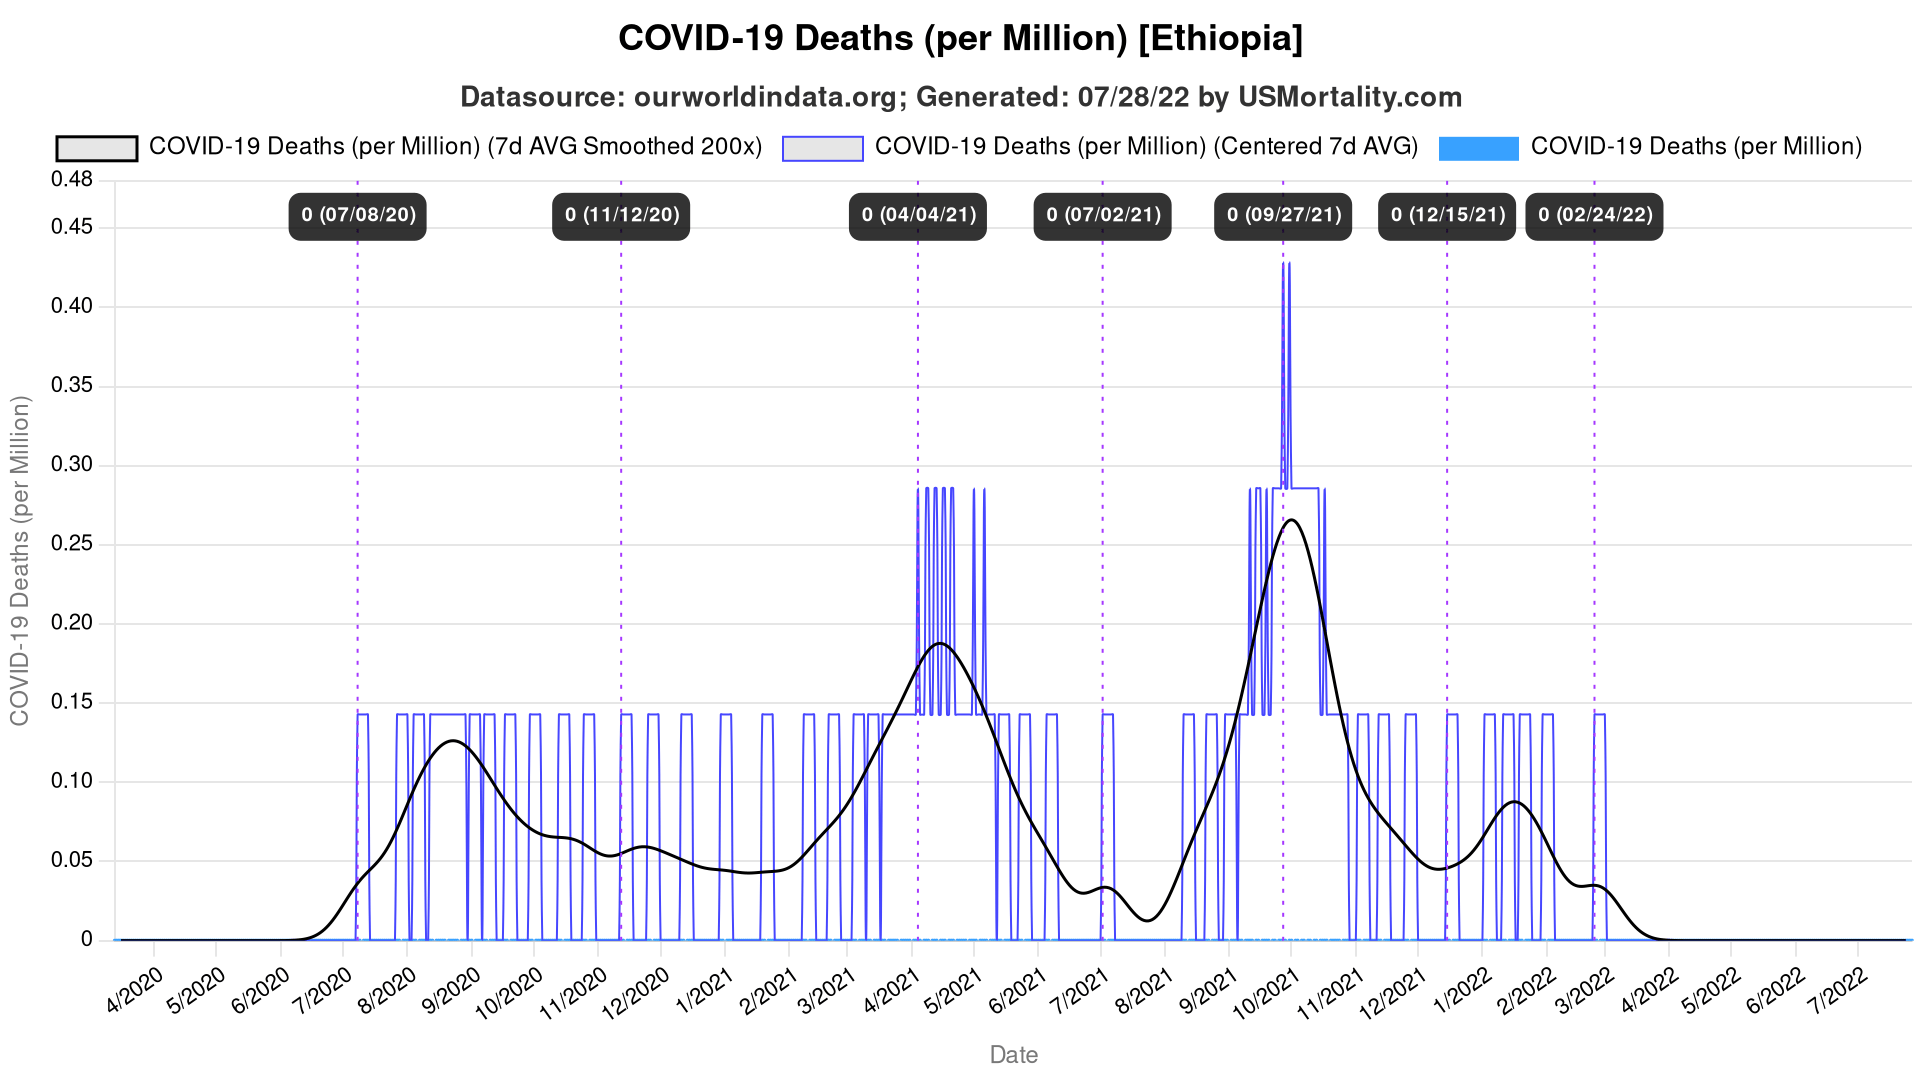 COVID-19 Deaths (per Million) [Ethiopia]
Datasource: ourworldindata.org; Generated: 07/28/22 by USMortality.com
COVID-19 Deaths (per Million) (7d AVG Smoothed 200x) COVID-19 Deaths (per Million) (Centered 7d AVG) COVID-19 Deaths (per Million)
0 (07/08/20) 0 (11/12/20) 0 (04/04/21) 0 (07/02/21) 0 (09/27/21) 0 (12/15/21) 0 (02/24/22)
COVID-19 Deaths (per Million)
0.48
0.45
0.40
0.35
0.30
0.25
0.20
0.15
0.10
0.05
0
4/2020 5/2020 6/2020 7/2020 8/2020 9/2020 10/2020 11/2020 12/2020 1/2021 2/2021 3/2021 4/2021 5/2021 6/2021 7/2021 8/2021 9/2021 10/2021 11/2021 12/2021 1/2022 2/2022 3/2022 4/2022 5/2022 6/2022 7/2022
Date